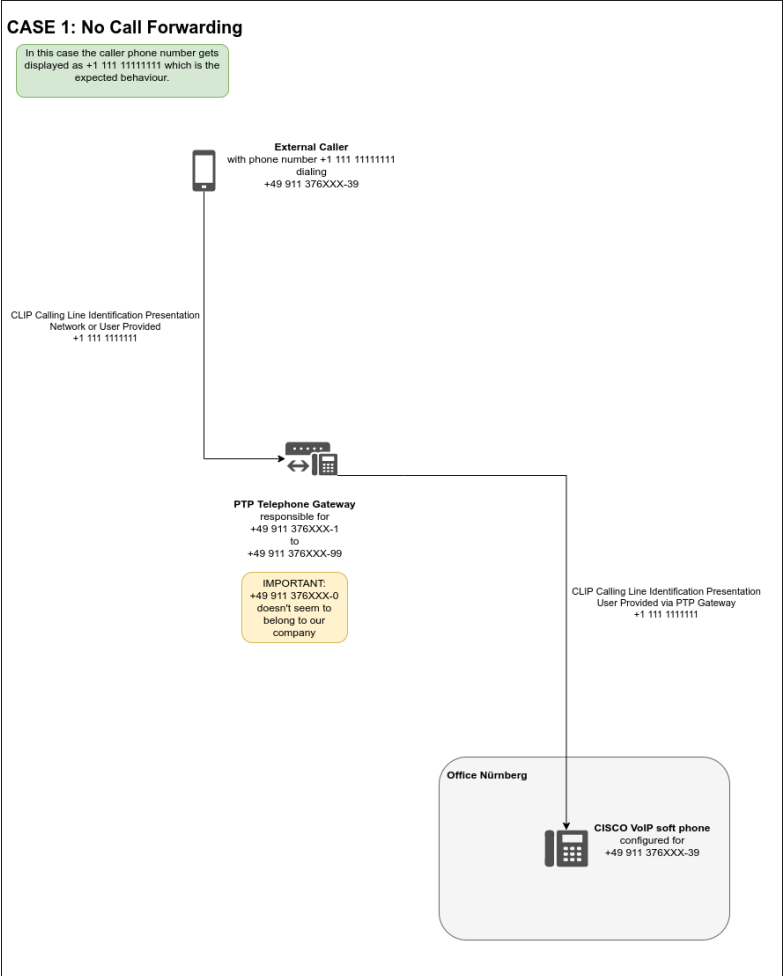 CASE 1: No Call Forwarding
In this case the caller phone number gets
displayed as +1 111 11111111 which is the
expected behaviour.
External Caller
with phone number +1 111 11111111
dialing
+49 911 376XXX-39
CLIP Calling Line Identification Presentation
Network or User Provided
+1 111 1111111
PTP Telephone Gateway
responsible for
+49 911 376XXX-1
to
+49 911 376XXX-99
IMPORTANT:
+49 911 376XXX-0
doesn't seem to
belong to our
company
CLIP Calling Line Identification Presentation
User Provided via PTP Gateway
+1 111 1111111
Office Nürnberg
CISCO VoIP soft phone
configured for
+49 911 376XXX-39